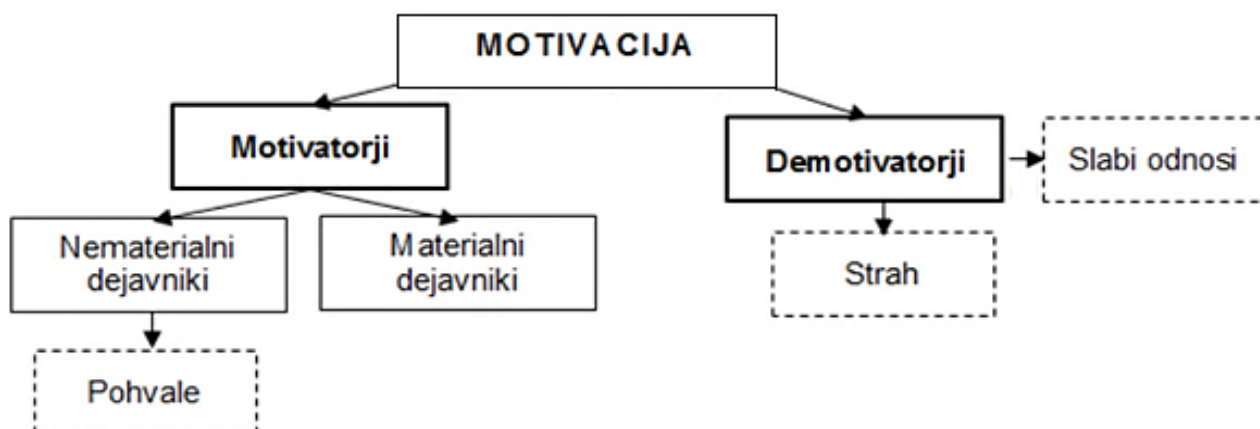 MOTIVACIJA
Motivatorji
Demotivatorji
Slabi odnosi
Nematerialni
dejavniki
Materialni
dejavniki
Strah
Pohvale